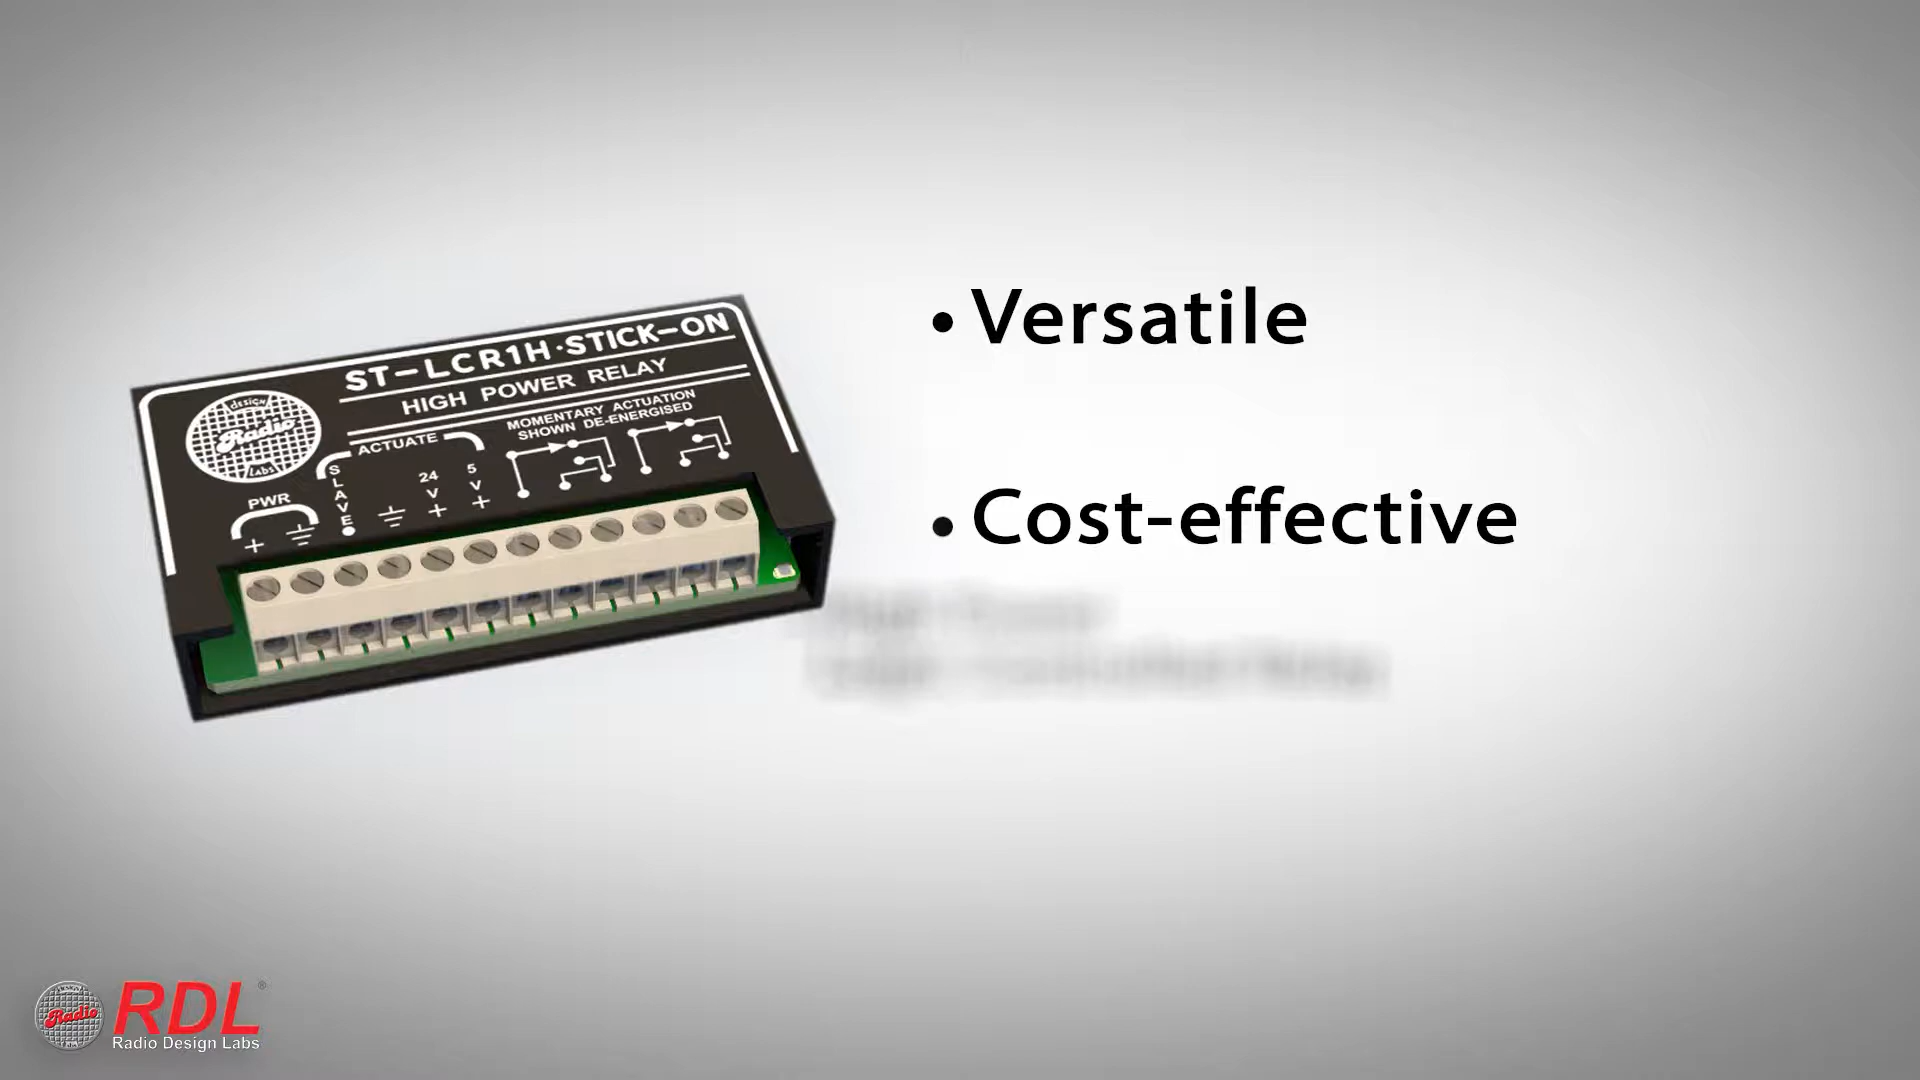 ST-LCR1H·STICK-ON
HIGH POWER RELAY
DESIGN
Radio
LABS
MOMENTARY ACTUATION
SHOWN DE-ENERGISED
ACTUATE
SLAVE
24 V +
5 V +
PWR
+
• Versatile
• Cost-effective
Radio
RDL®
Radio Design Labs